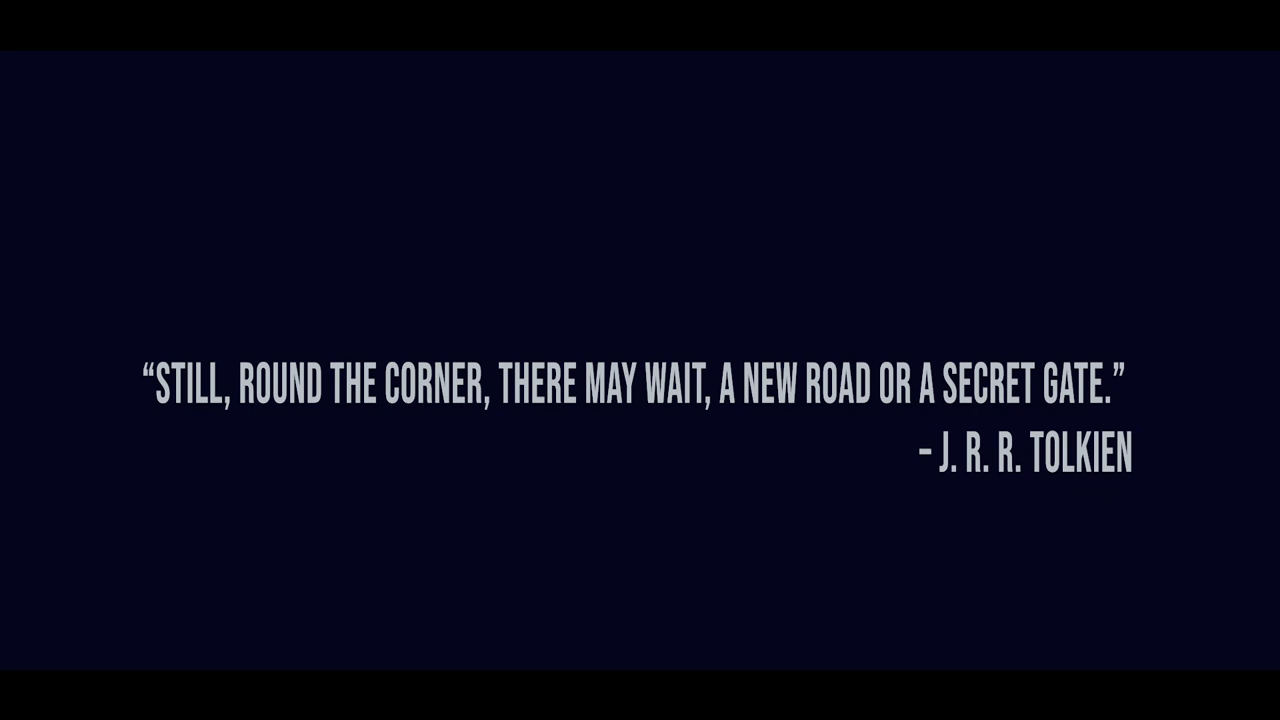 “STILL, ROUND THE CORNER, THERE MAY WAIT, A NEW ROAD OR A SECRET GATE.”
– J. R. R. TOLKIEN